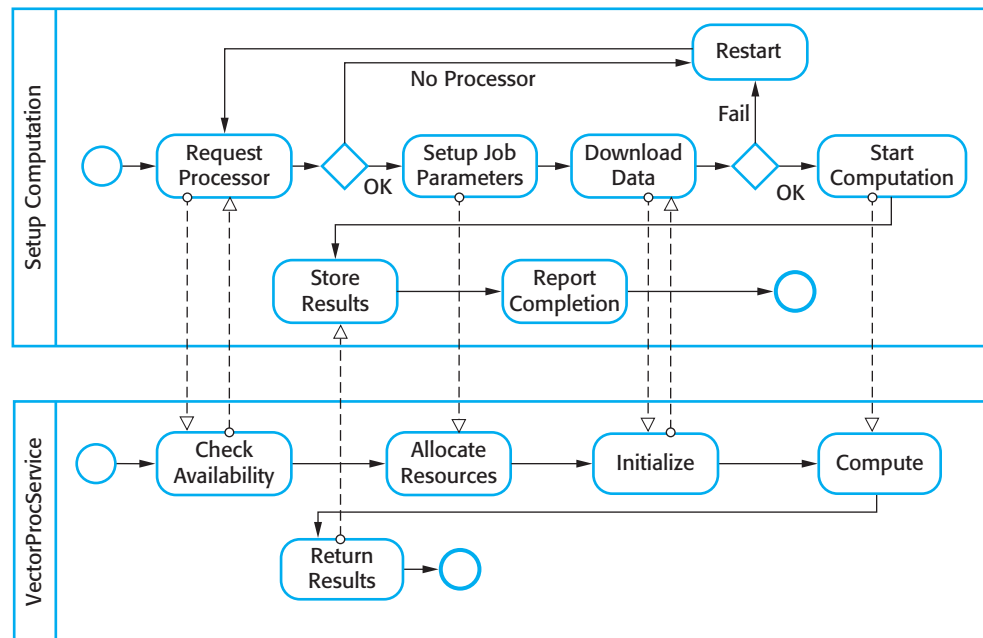 Setup Computation
Restart
No Processor
Fail
Request
Processor
OK
Setup Job
Parameters
Download
Data
OK
Start
Computation
Store
Results
Report
Completion
VectorProcService
Check
Availability
Allocate
Resources
Initialize
Compute
Return
Results